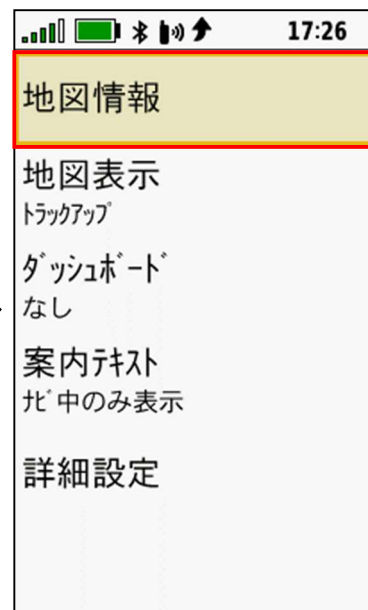 17:26
地図情報
地図表示
ﾄﾗｯｸｱｯﾌﾟ
ﾀﾞｯｼｭﾎﾞｰﾄﾞ
なし
案内ﾃｷｽﾄ
ﾅﾋﾞ中のみ表示
詳細設定